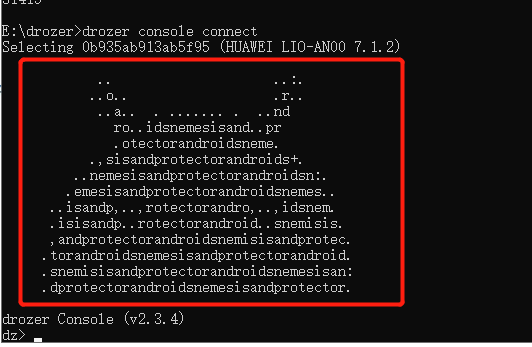 E:\drozer>drozer console connect
Selecting 0b935ab913ab5f95 (HUAWEI LIO-AN00 7.1.2)
.. ..:.
..o.. .r..
..a.. . ....... . ..nd
ro..idsnemesisand..pr
.otectorandroidsneme.
.,sisandprotectorandroids+.
..nemesisandprotectorandroidsn:.
.emesisandprotectorandroidsnemes..
..isandp,..,rotectorandro,..,idsnem.
.isisandp..rotectorandroid..snemisis.
,andprotectorandroidsnemisisandprotec.
.torandroidsnemesisandprotectorandroid.
.snemisisandprotectorandroidsnemesisan:
.dprotectorandroidsnemesisandprotector.
drozer Console (v2.3.4)
dz>